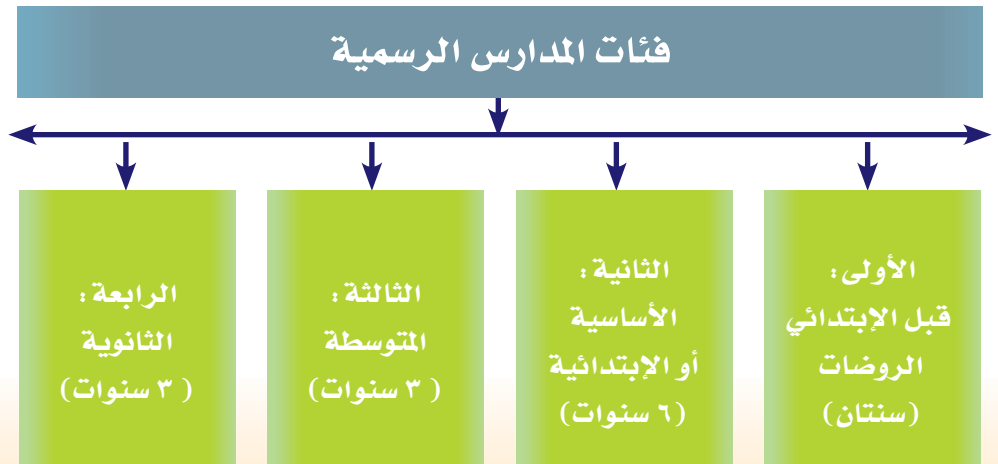 فئات المدارس الرسمية
الأولى:
قبل الإبتدائي
الروضات
(سنتان)
الثانية:
الأساسية
أو الإبتدائية
(٦ سنوات)
الثالثة:
المتوسطة
(٣ سنوات)
الرابعة:
الثانوية
(٣ سنوات)